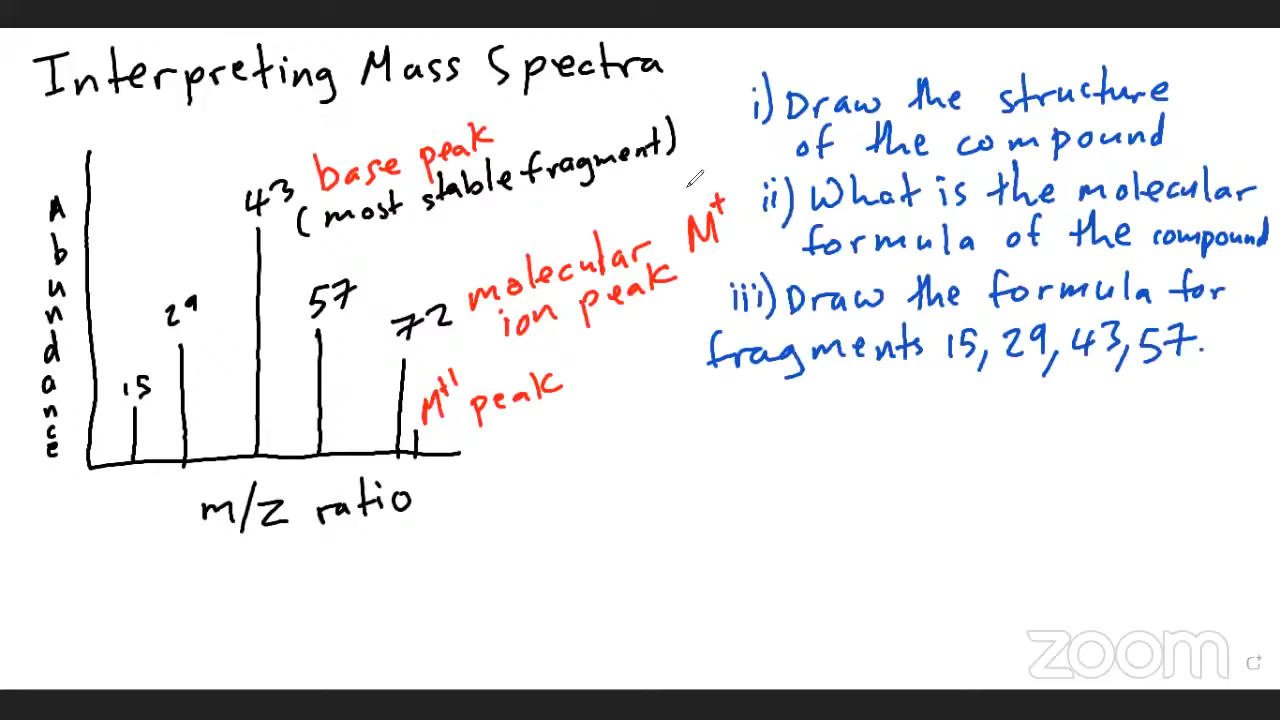 Interpreting Mass Spectra
Abundance
15
29
43
57
72
base peak
(most stable fragment)
molecular
ion peak
M+
M+1 peak
m/z ratio
i) Draw the structure
of the compound
ii) What is the molecular
formula of the compound
iii) Draw the formula for
fragments 15, 29, 43, 57.
zoom